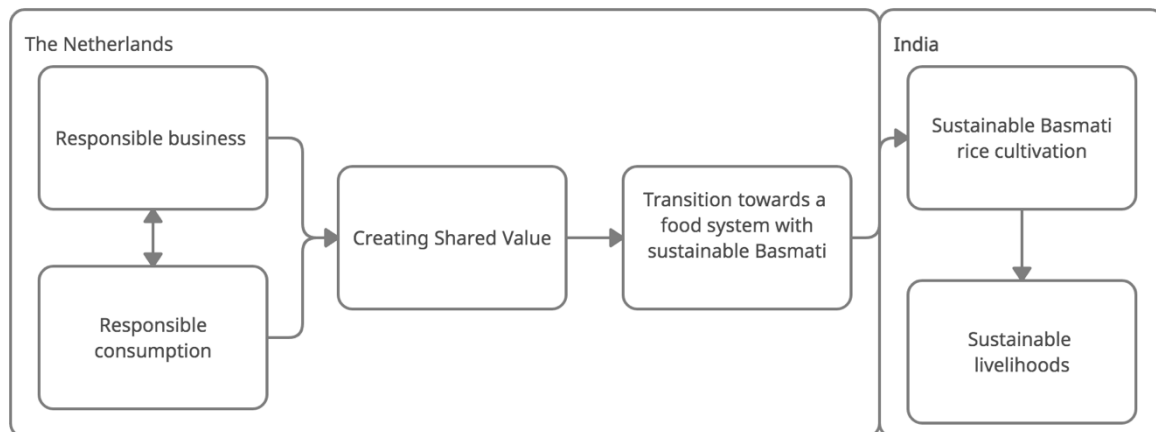 The Netherlands
Responsible business
Responsible
consumption
Creating Shared Value
Transition towards a
food system with
sustainable Basmati
India
Sustainable Basmati
rice cultivation
Sustainable
livelihoods